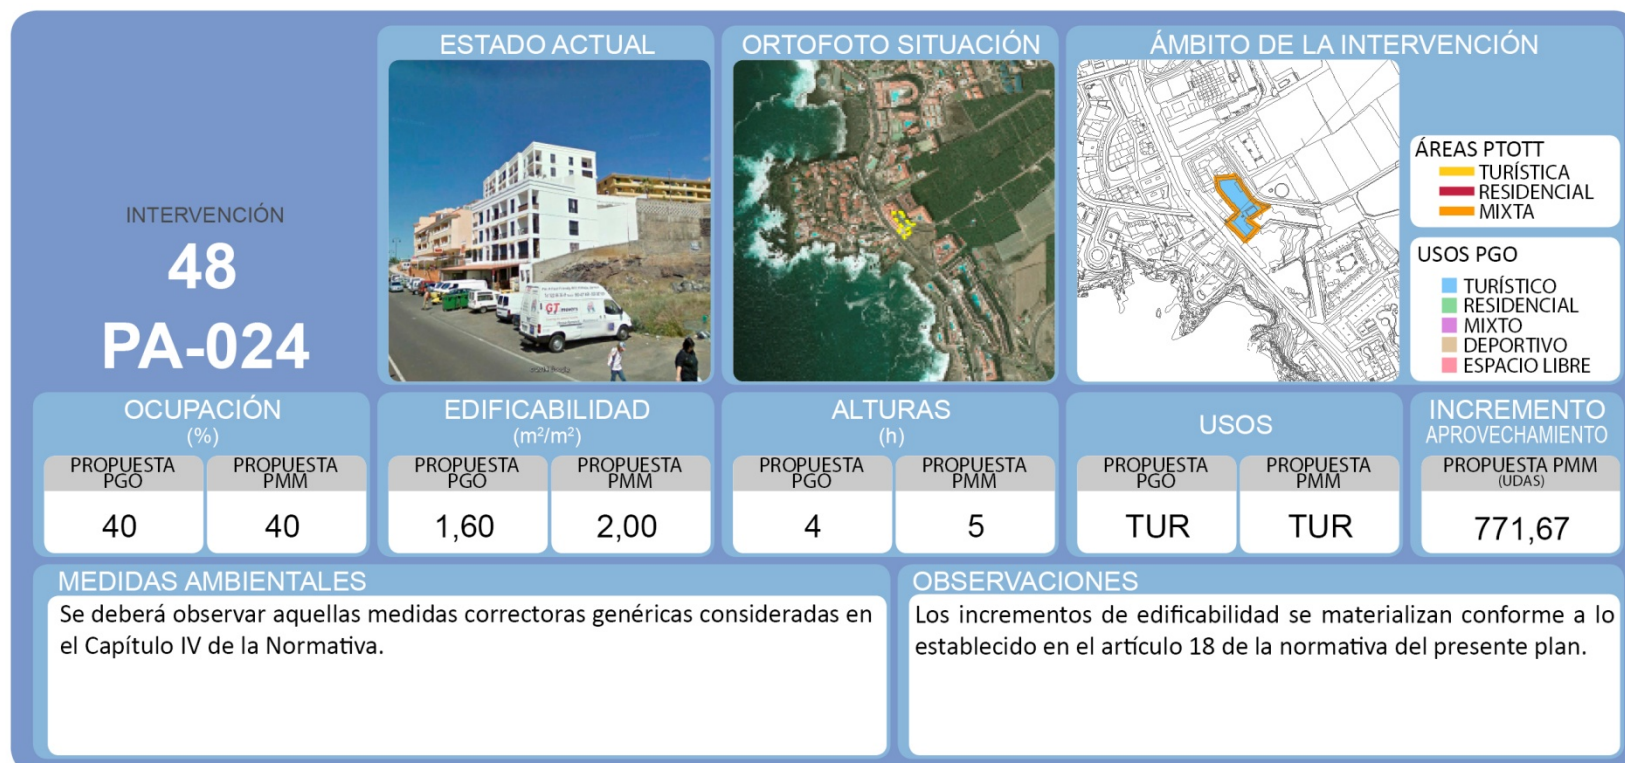 INTERVENCIÓN
48
PA-024
ESTADO ACTUAL
ORTOFOTO SITUACIÓN
ÁMBITO DE LA INTERVENCIÓN
ÁREAS PTOTT
TURÍSTICA
RESIDENCIAL
MIXTA
USOS PGO
TURÍSTICO
RESIDENCIAL
MIXTO
DEPORTIVO
ESPACIO LIBRE
OCUPACIÓN
(%)
PROPUESTA PGO
PROPUESTA PMM
40
40
EDIFICABILIDAD
(m²/m²)
PROPUESTA PGO
PROPUESTA PMM
1,60
2,00
ALTURAS
(h)
PROPUESTA PGO
PROPUESTA PMM
4
5
USOS
PROPUESTA PGO
PROPUESTA PMM
TUR
TUR
INCREMENTO
APROVECHAMIENTO
PROPUESTA PMM
(UDAS)
771,67
MEDIDAS AMBIENTALES
Se deberá observar aquellas medidas correctoras genéricas consideradas en
el Capítulo IV de la Normativa.
OBSERVACIONES
Los incrementos de edificabilidad se materializan conforme a lo
establecido en el artículo 18 de la normativa del presente plan.